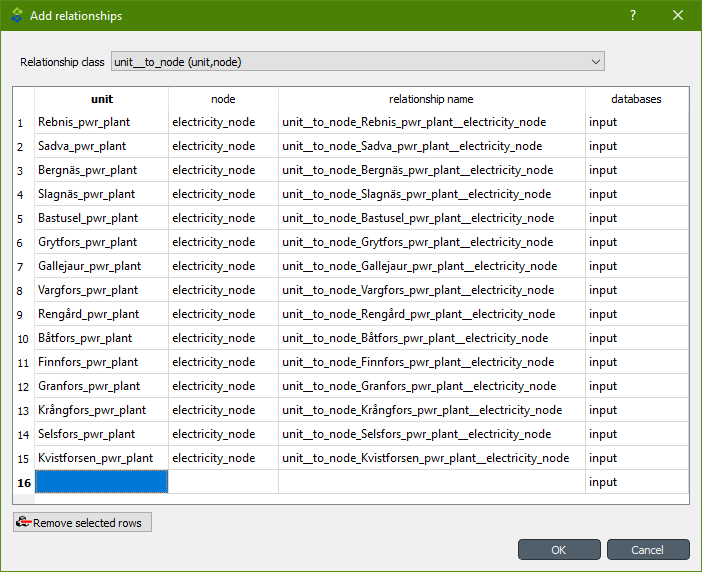 Add relationships ? ×
Relationship class unit__to_node (unit,node)
unit node relationship name databases
1 Rebnis_pwr_plant electricity_node unit__to_node_Rebnis_pwr_plant__electricity_node input
2 Sadva_pwr_plant electricity_node unit__to_node_Sadva_pwr_plant__electricity_node input
3 Bergnäs_pwr_plant electricity_node unit__to_node_Bergnäs_pwr_plant__electricity_node input
4 Slagnäs_pwr_plant electricity_node unit__to_node_Slagnäs_pwr_plant__electricity_node input
5 Bastusel_pwr_plant electricity_node unit__to_node_Bastusel_pwr_plant__electricity_node input
6 Grytfors_pwr_plant electricity_node unit__to_node_Grytfors_pwr_plant__electricity_node input
7 Gallejaur_pwr_plant electricity_node unit__to_node_Gallejaur_pwr_plant__electricity_node input
8 Vargfors_pwr_plant electricity_node unit__to_node_Vargfors_pwr_plant__electricity_node input
9 Rengård_pwr_plant electricity_node unit__to_node_Rengård_pwr_plant__electricity_node input
10 Båtfors_pwr_plant electricity_node unit__to_node_Båtfors_pwr_plant__electricity_node input
11 Finnfors_pwr_plant electricity_node unit__to_node_Finnfors_pwr_plant__electricity_node input
12 Granfors_pwr_plant electricity_node unit__to_node_Granfors_pwr_plant__electricity_node input
13 Krångfors_pwr_plant electricity_node unit__to_node_Krångfors_pwr_plant__electricity_node input
14 Selsfors_pwr_plant electricity_node unit__to_node_Selsfors_pwr_plant__electricity_node input
15 Kvistforsen_pwr_plant electricity_node unit__to_node_Kvistforsen_pwr_plant__electricity_node input
16 input
Remove selected rows
OK Cancel